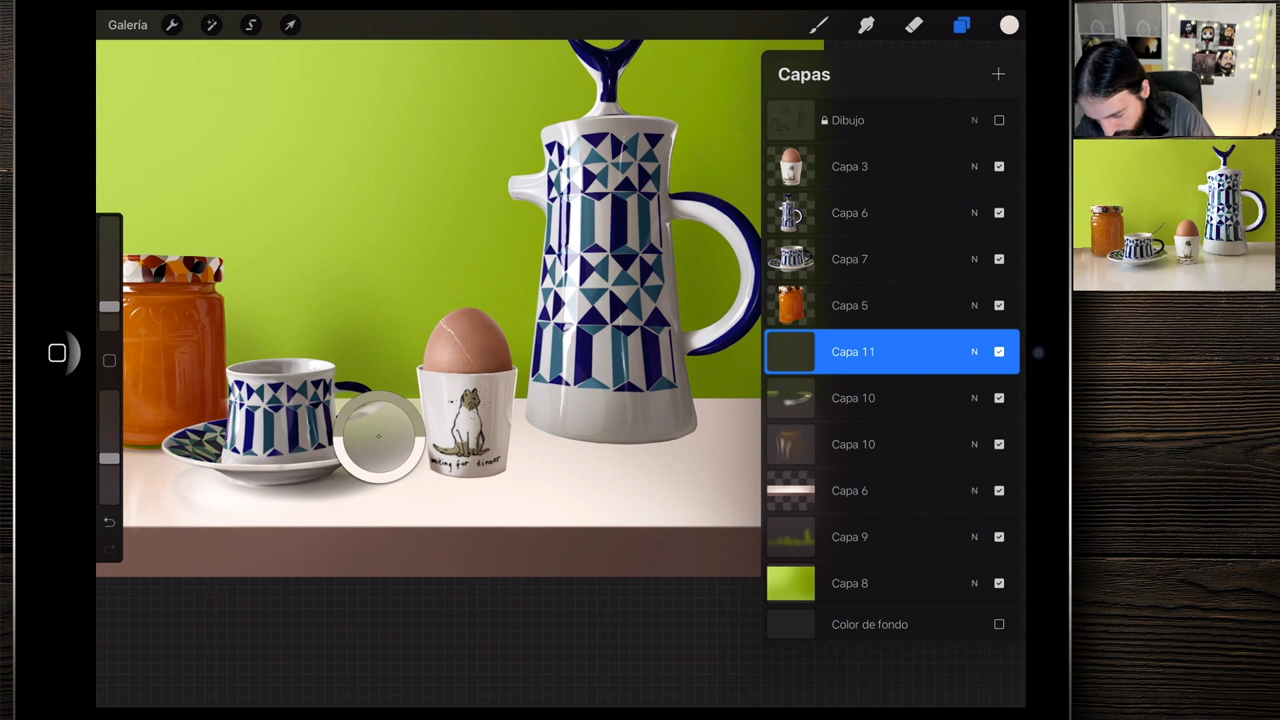 Galería
Capas
Dibujo N
Capa 3 N
Capa 6 N
Capa 7 N
Capa 5 N
Capa 11 N
Capa 10 N
Capa 10 N
Capa 6 N
Capa 9 N
Capa 8 N
Color de fondo
waiting for dinner